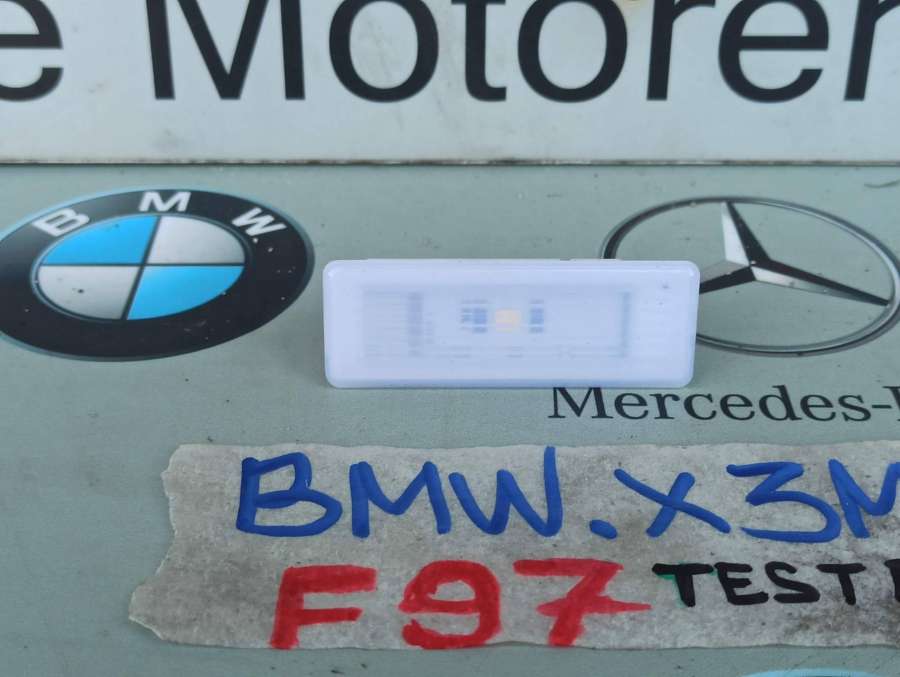 e Motoren
BMW
Mercedes-
BMW.X3M
F97 TEST